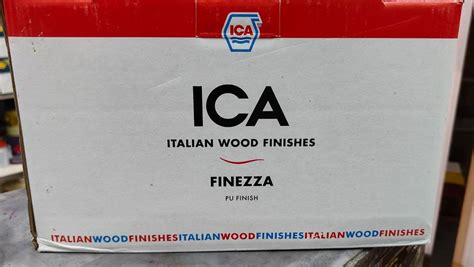 ICA
ICA
ITALIAN WOOD FINISHES
FINEZZA
PU FINISH
ITALIANWOODFINISHESITALIANWOODFINISHESITALIANWOODFINISHES